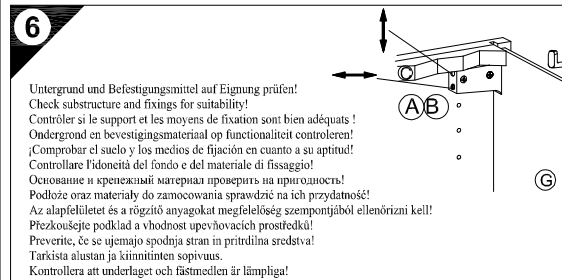 6
A B
G
Untergrund und Befestigungsmittel auf Eignung prüfen!
Check substructure and fixings for suitability!
Contrôler si le support et les moyens de fixation sont bien adéquats !
Ondergrond en bevestigingsmateriaal op functionaliteit controleren!
¡Comprobar el suelo y los medios de fijación en cuanto a su aptitud!
Controllare l'idoneità del fondo e del materiale di fissaggio!
Основание и крепежный материал проверить на пригодность!
Podłoże oraz materiały do zamocowania sprawdzić na ich przydatność!
Az alapfelületet és a rögzítő anyagokat megfelelőség szempontjából ellenőrizni kell!
Přezkoušejte podklad a vhodnost upevňovacích prostředků!
Preverite, če se ujemajo spodnja stran in pritrdilna sredstva!
Tarkista alustan ja kiinnitinten sopivuus.
Kontrollera att underlaget och fästmedlen är lämpliga!